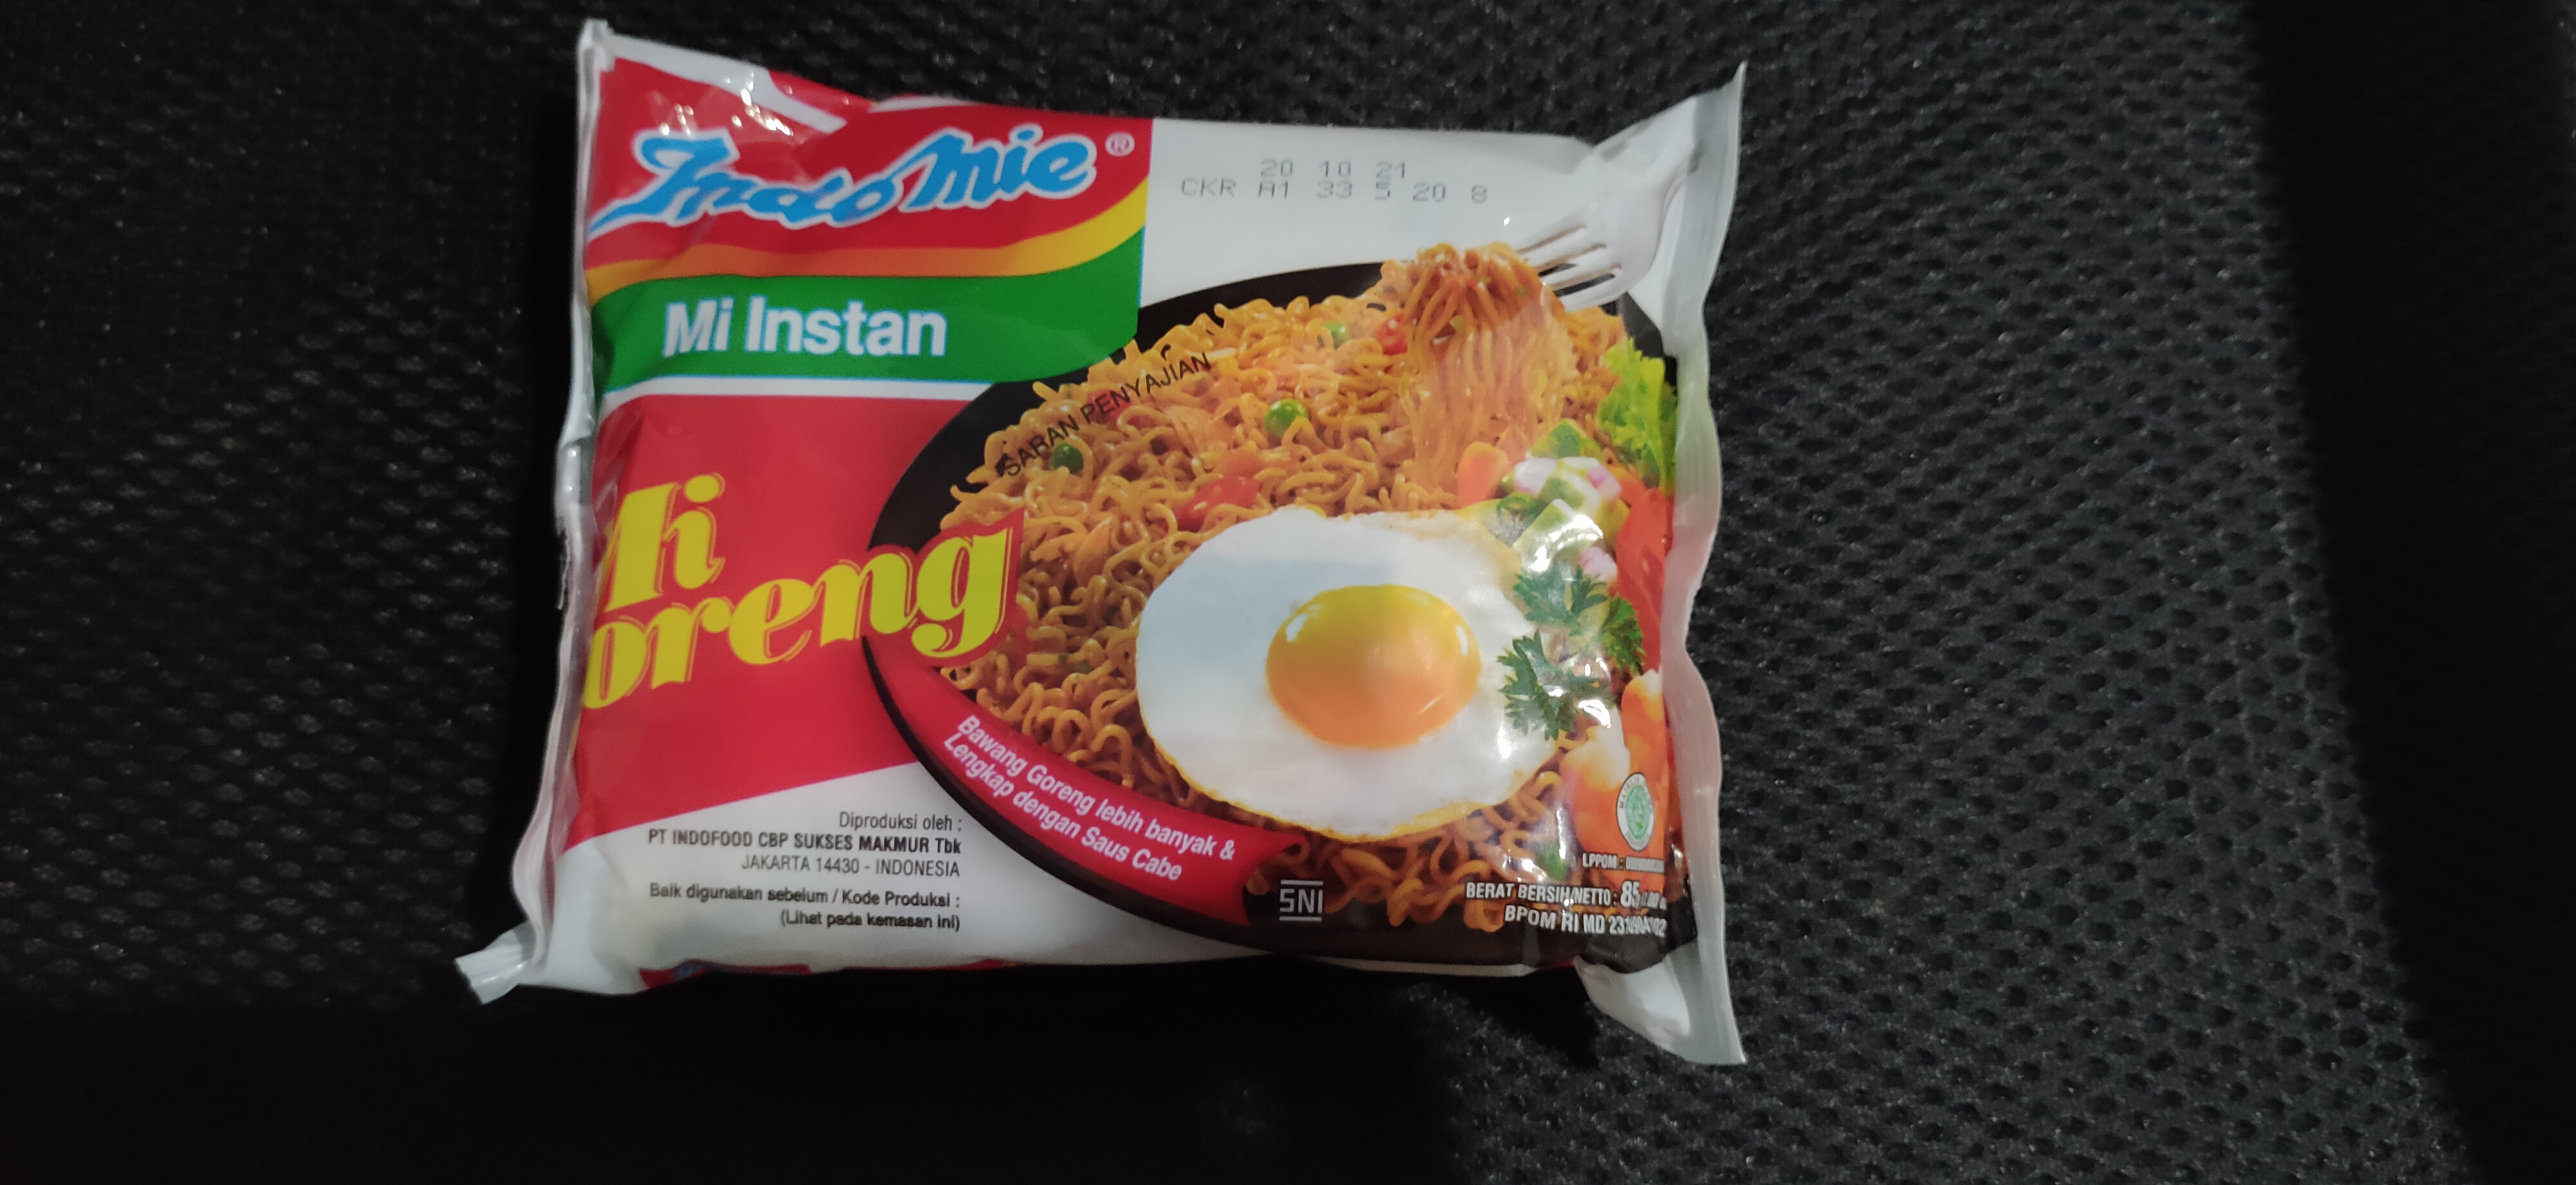 Indomie®
20 10 21
CKR A1 33 5 20 8
Mi Instan
SARAN PENYAJIAN
Mi
oreng
Bawang Goreng lebih banyak &
Lengkap dengan Saus Cabe
Diproduksi oleh :
PT INDOFOOD CBP SUKSES MAKMUR Tbk
JAKARTA 14430 - INDONESIA
Baik digunakan sebelum / Kode Produksi :
(Lihat pada kemasan ini)
SNI
LPPOM :
BERAT BERSIH/NETTO : 85
BPOM RI MD